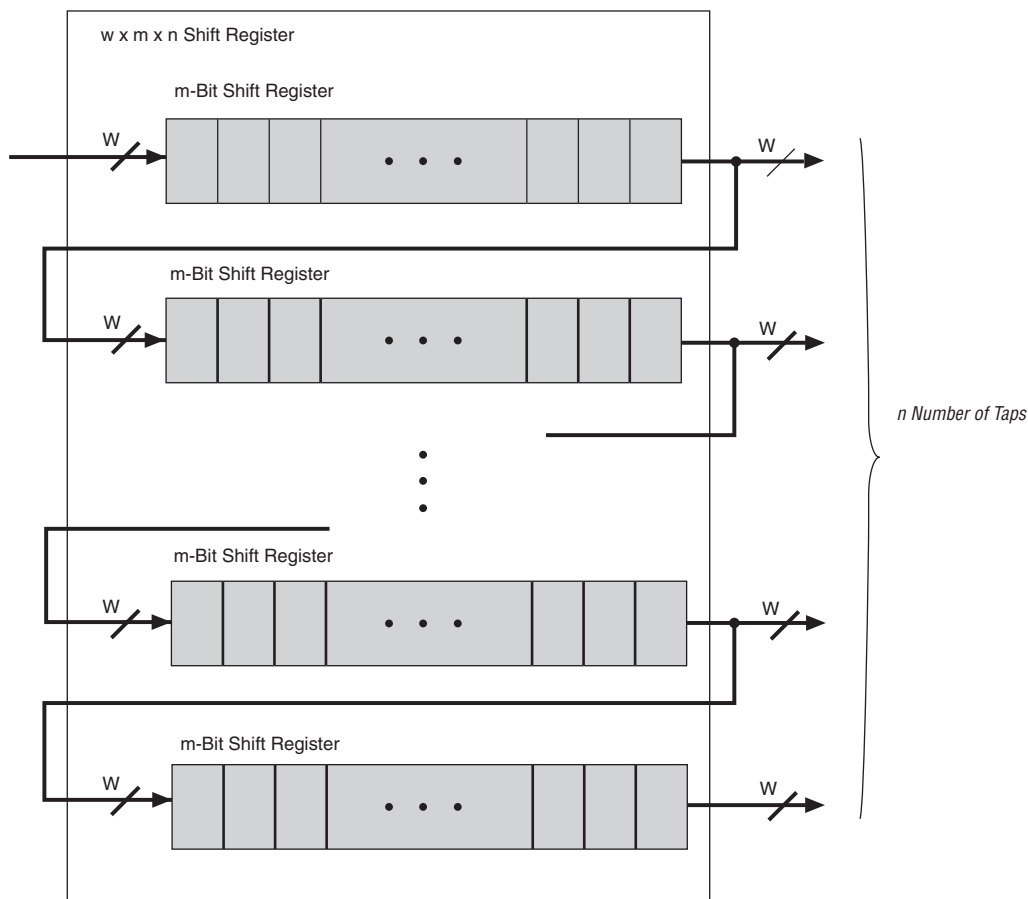 w x m x n Shift Register
m-Bit Shift Register
W
W
m-Bit Shift Register
W
W
n Number of Taps
m-Bit Shift Register
W
W
m-Bit Shift Register
W
W